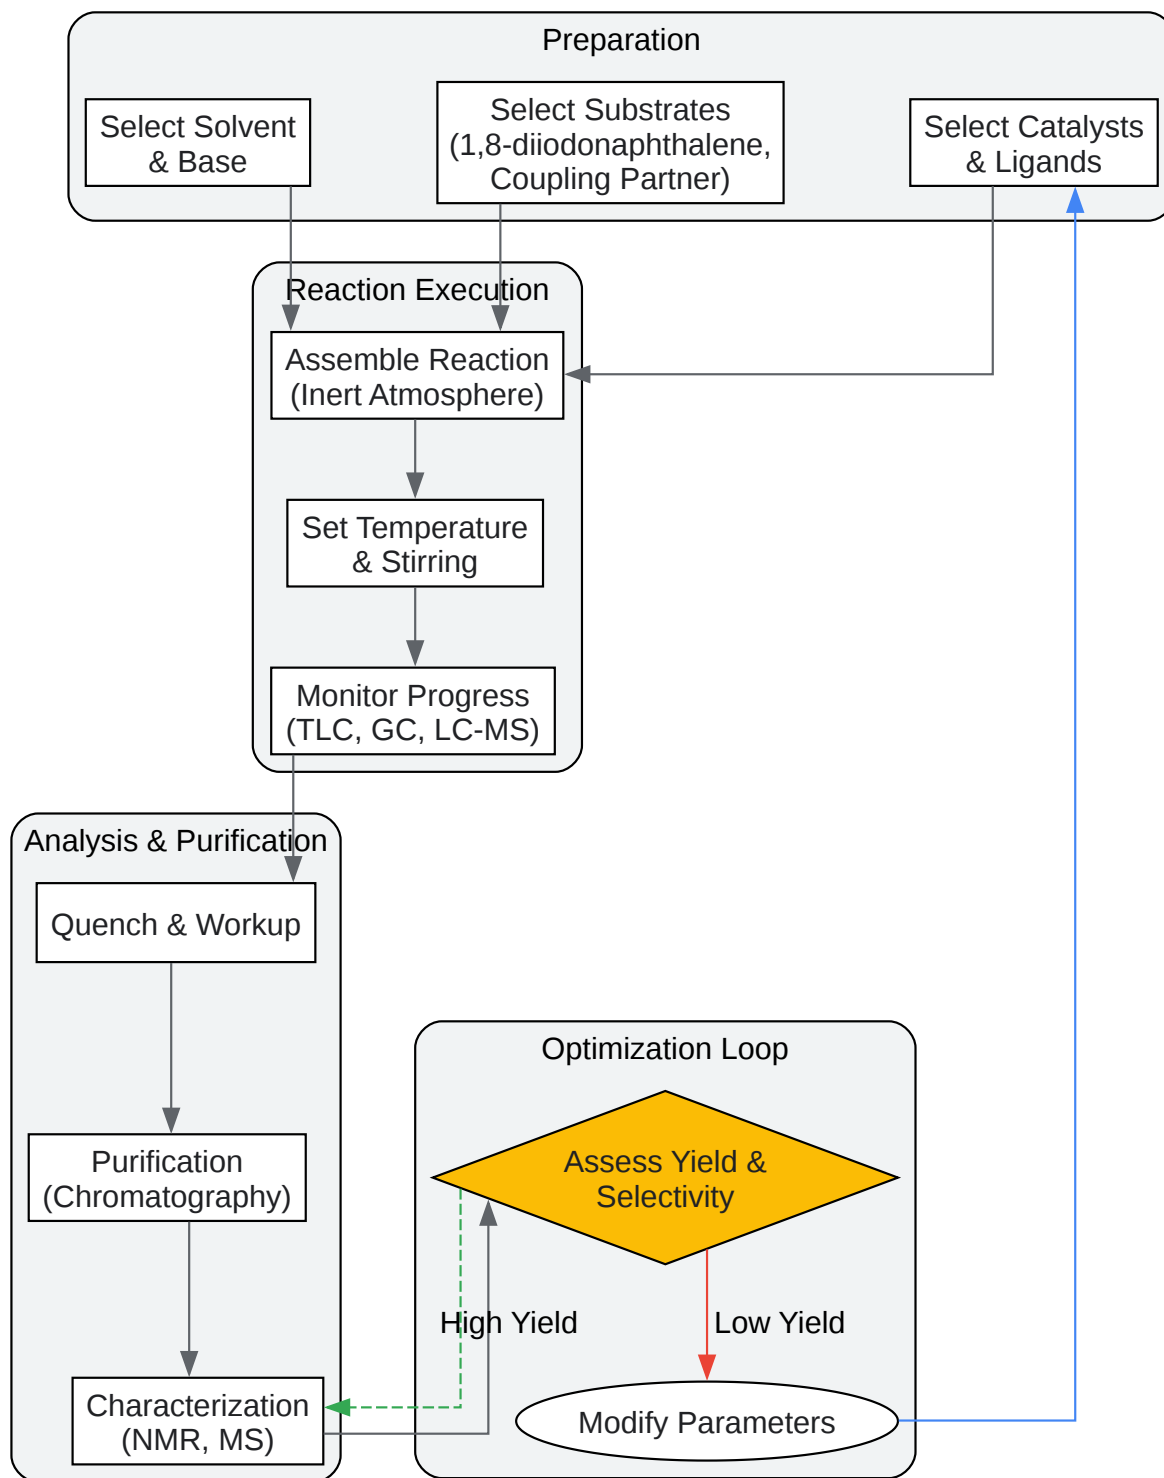 Preparation
Select Solvent
& Base
Select Substrates
(1,8-diiodonaphthalene,
Coupling Partner)
Select Catalysts
& Ligands
Reaction Execution
Assemble Reaction
(Inert Atmosphere)
Set Temperature
& Stirring
Monitor Progress
(TLC, GC, LC-MS)
Analysis & Purification
Quench & Workup
Purification
(Chromatography)
Characterization
(NMR, MS)
Optimization Loop
Assess Yield &
Selectivity
High Yield
Low Yield
Modify Parameters